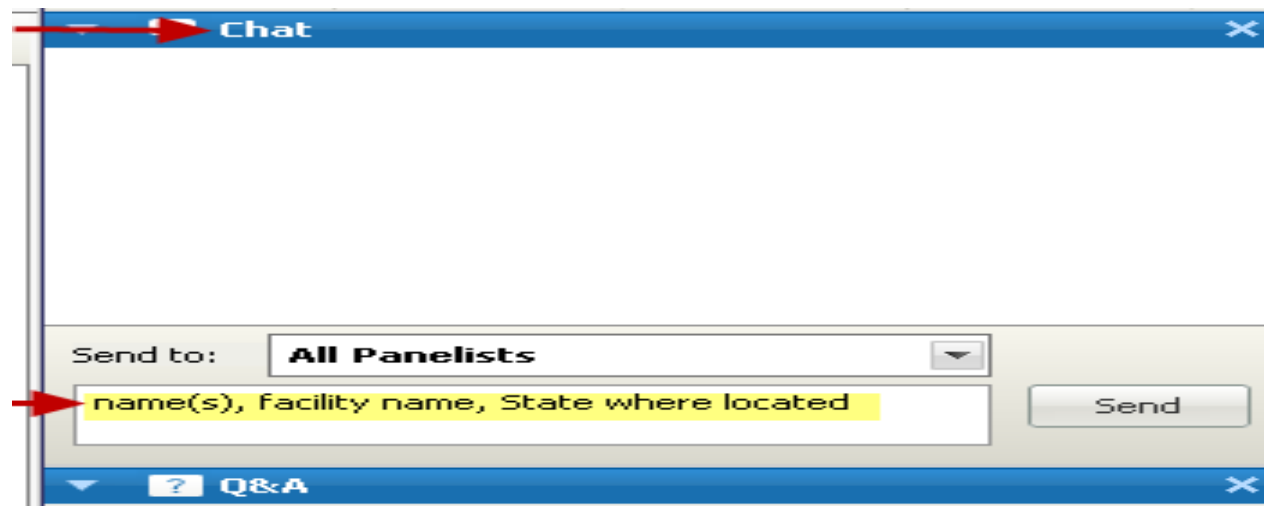 Chat
Send to: All Panelists
name(s), facility name, State where located
Send
? Q&A